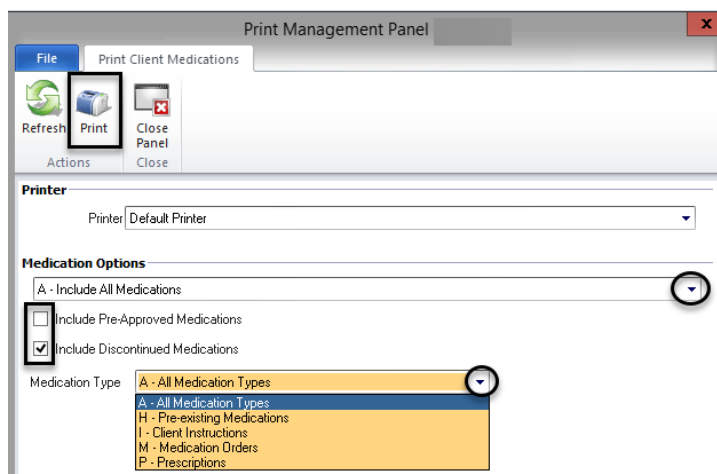 Print Management Panel
x
File
Print Client Medications
Refresh
Print
Close
Panel
Actions
Close
Printer
Printer Default Printer
Medication Options
A - Include All Medications
Include Pre-Approved Medications
Include Discontinued Medications
Medication Type A - All Medication Types
A - All Medication Types
H - Pre-existing Medications
I - Client Instructions
M - Medication Orders
P - Prescriptions